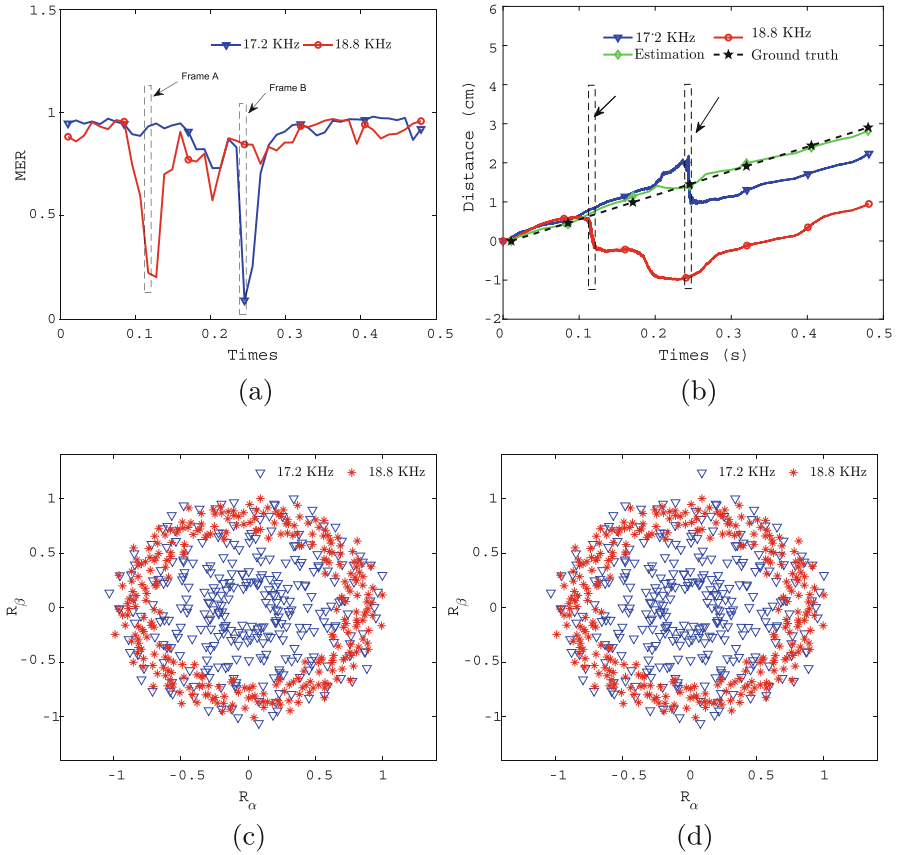 1.5
17.2 KHz
18.8 KHz
Frame A
Frame B
1
0.5
0
MER
0
0.1
0.2
0.3
0.4
0.5
Times
(a)
6
5
4
3
2
1
0
-1
-2
Distance (cm)
17.2 KHz
18.8 KHz
Estimation
Ground truth
0
0.1
0.2
0.3
0.4
0.5
Times (s)
(b)
17.2 KHz
18.8 KHz
1
0.5
0
-0.5
-1
Rβ
-1
-0.5
0
0.5
1
Rα
(c)
17.2 KHz
18.8 KHz
1
0.5
0
-0.5
-1
Rβ
-1
-0.5
0
0.5
1
Rα
(d)